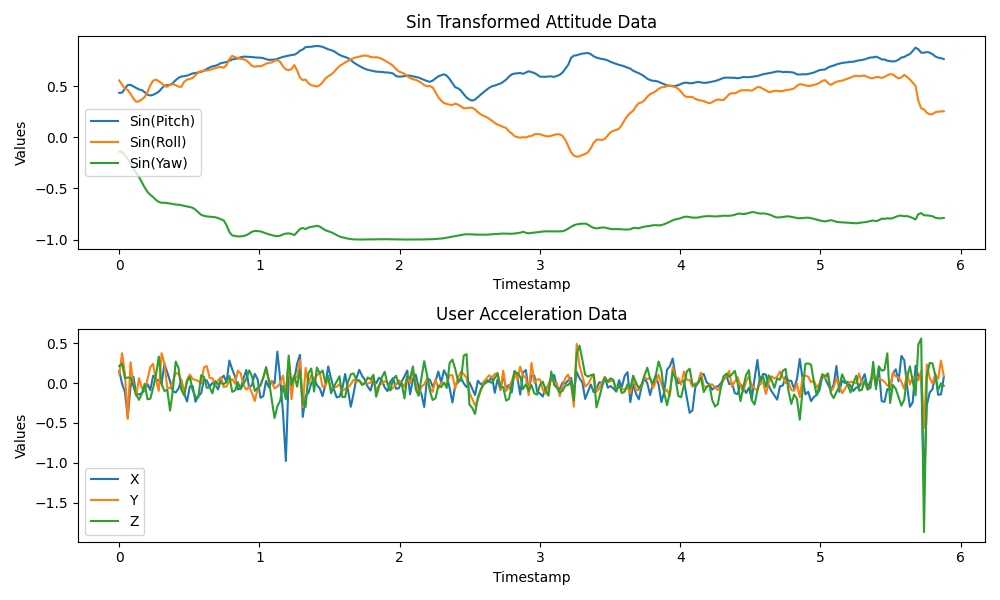 Sin Transformed Attitude Data
Values
0.5
0.0
−0.5
−1.0
Sin(Pitch)
Sin(Roll)
Sin(Yaw)
0 1 2 3 4 5 6
Timestamp
User Acceleration Data
Values
0.5
0.0
−0.5
−1.0
−1.5
X
Y
Z
0 1 2 3 4 5 6
Timestamp